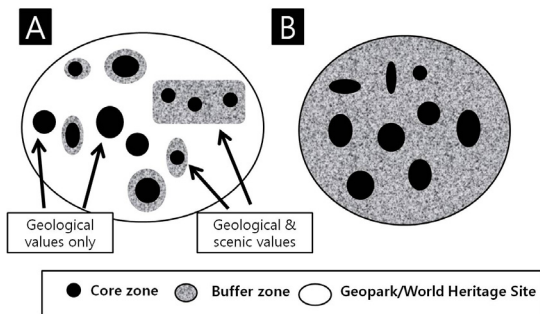 A
B
Geological
values only
Geological &
scenic values
Core zone
Buffer zone
Geopark/World Heritage Site